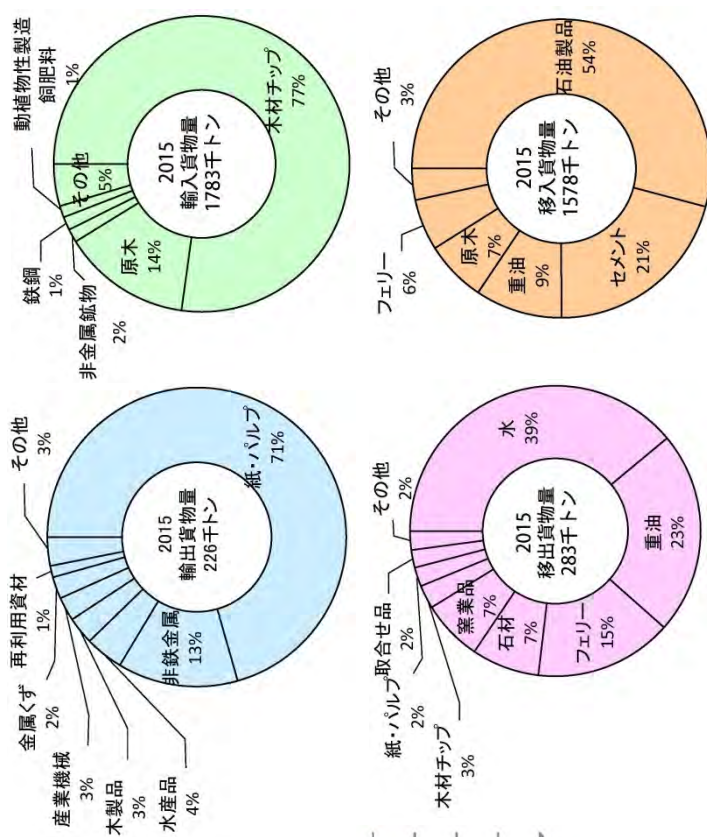 動植物性製造
飼肥料
1%
鉄鋼
1%
非金属鉱物
2%
その他
5%
原木
14%
2015
輸入貨物量
1783千トン
木材チップ
77%
その他
3%
フェリー
6%
原木
7%
重油
9%
2015
移入貨物量
1578千トン
石油製品
54%
セメント
21%
その他
3%
再利用資材
1%
金属くず
2%
産業機械
3%
木製品
3%
水産品
4%
非鉄金属
13%
2015
輸出貨物量
226千トン
紙・パルプ
71%
その他
2%
取合せ品
2%
紙・パルプ
2%
木材チップ
3%
窯業品
7%
石材
7%
フェリー
15%
2015
移出貨物量
283千トン
水
39%
重油
23%